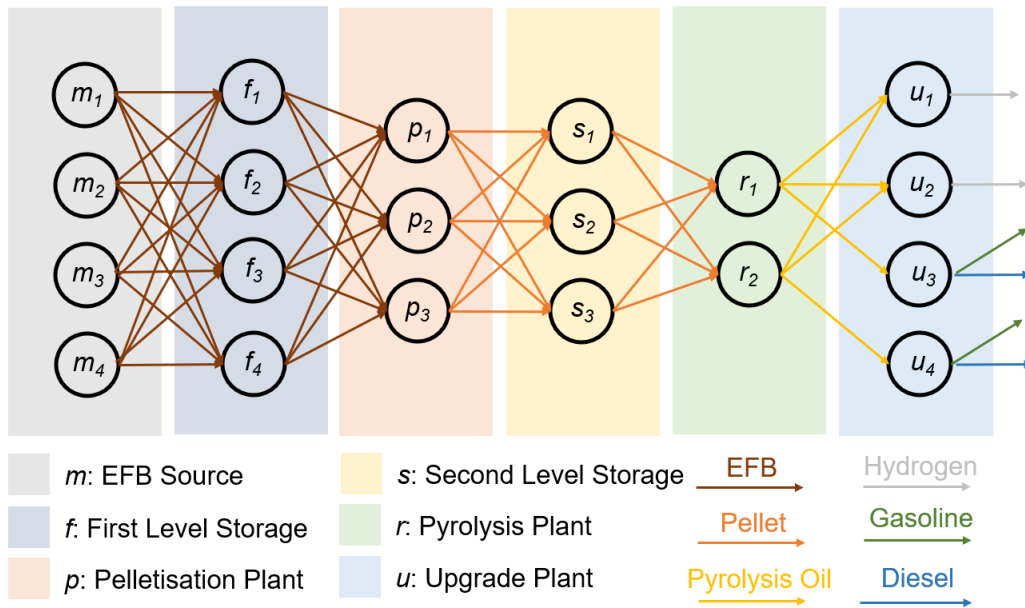 m1 f1 p1 s1 r1 u1
m2 f2 p2 s2 r2 u2
m3 f3 p3 s3 u3
m4 f4 u4
m: EFB Source
s: Second Level Storage
EFB
Hydrogen
f: First Level Storage
r: Pyrolysis Plant
Pellet
Gasoline
p: Pelletisation Plant
u: Upgrade Plant
Pyrolysis Oil
Diesel